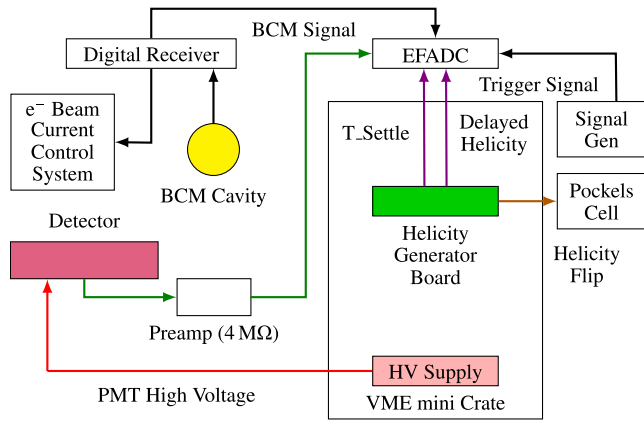 BCM Signal
Digital Receiver
EFADC
Trigger Signal
e⁻ Beam
Current
Control
System
T_Settle
Delayed
Helicity
Signal
Gen
BCM Cavity
Pockels
Cell
Detector
Helicity
Generator
Board
Helicity
Flip
Preamp (4 MΩ)
HV Supply
PMT High Voltage
VME mini Crate